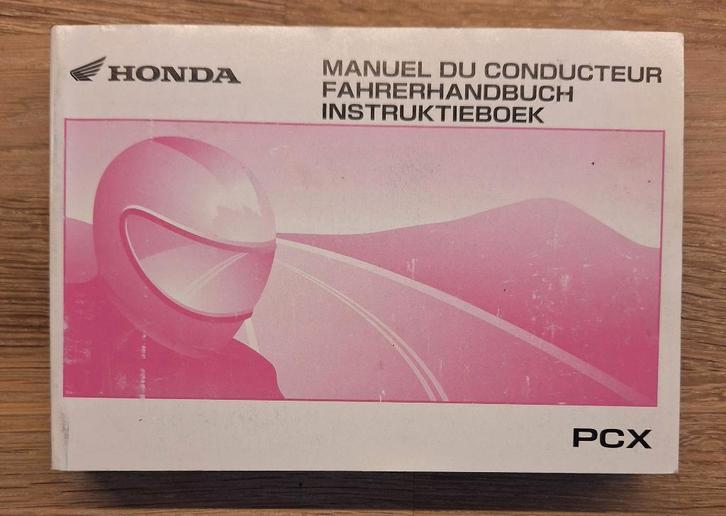 HONDA
MANUEL DU CONDUCTEUR
FAHRERHANDBUCH
INSTRUKTIEBOEK
PCX